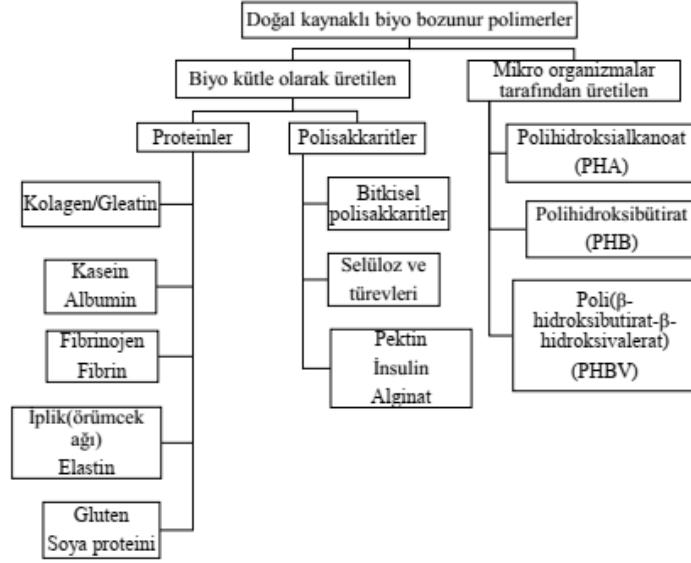 Doğal kaynaklı biyo bozunur polimerler
Biyo kütle olarak üretilen
Mikro organizmalar
tarafından üretilen
Proteinler
Polisakkaritler
Kolagen/Gleatin
Kasein
Albumin
Fibrinojen
Fibrin
İplik(örümcek
ağı)
Elastin
Gluten
Soya proteini
Bitkisel
polisakkaritler
Selüloz ve
türevleri
Pektin
İnsulin
Alginat
Polihidroksialkanoat
(PHA)
Polihidroksibütirat
(PHB)
Poli(β-
hidroksibutirat-β-
hidroksivalerat)
(PHBV)